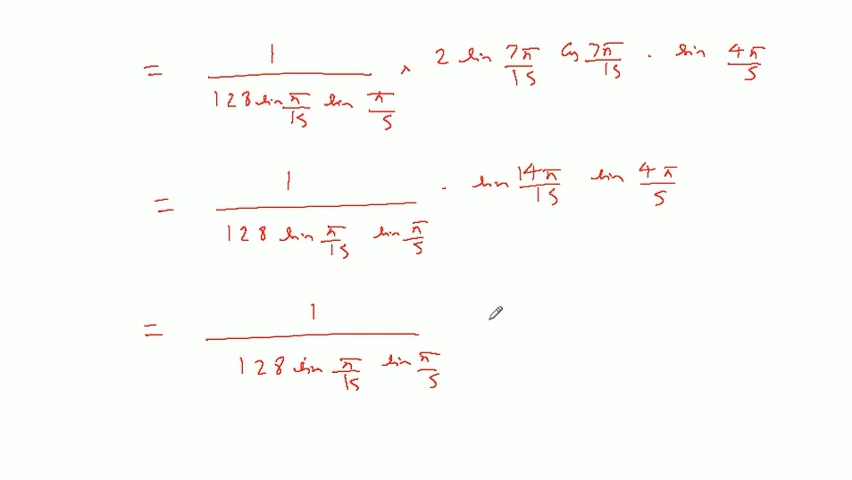 = 1/(128 sin π/15 sin π/5) × 2 sin 7π/15 Cos 7π/15 · sin 4π/5
= 1/(128 sin π/15 sin π/5) · sin 14π/15 sin 4π/5
= 1/(128 sin π/15 sin π/5)